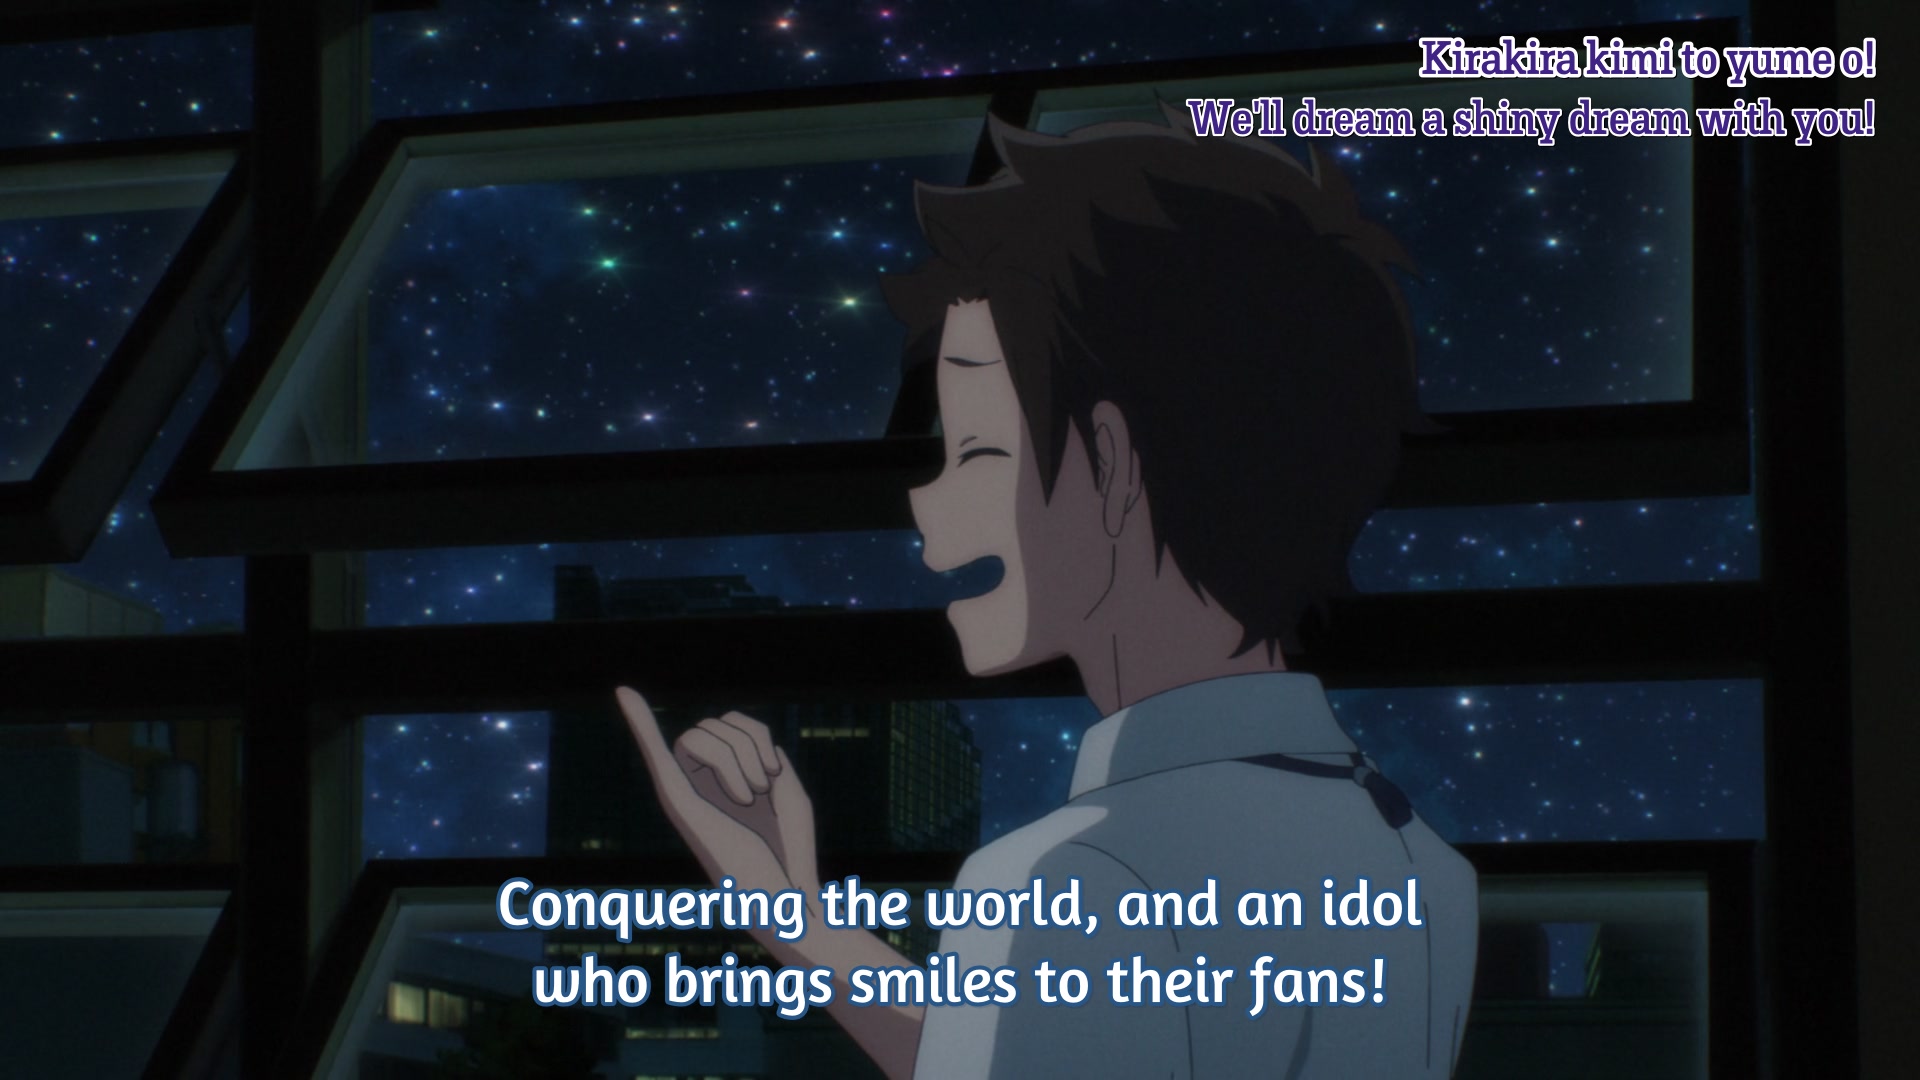 Kirakira kimi to yume o!
We'll dream a shiny dream with you!
Conquering the world, and an idol
who brings smiles to their fans!